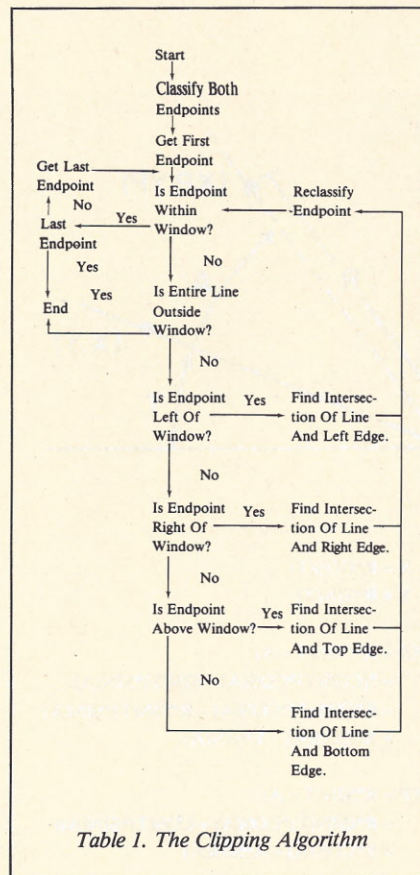 Start
Classify Both
Endpoints
Get First
Endpoint
Get Last
Endpoint
Is Endpoint
Within
Window?
Reclassify
-Endpoint
No
Yes
Last
Endpoint
Yes
No
End
Yes
Is Entire Line
Outside
Window?
No
Is Endpoint
Left Of
Window?
Yes
Find Intersec-
tion Of Line
And Left Edge.
No
Is Endpoint
Right Of
Window?
Yes
Find Intersec-
tion Of Line
And Right Edge.
No
Is Endpoint
Above Window?
Yes
Find Intersec-
tion Of Line
And Top Edge.
No
Find Intersec-
tion Of Line
And Bottom
Edge.
Table 1. The Clipping Algorithm